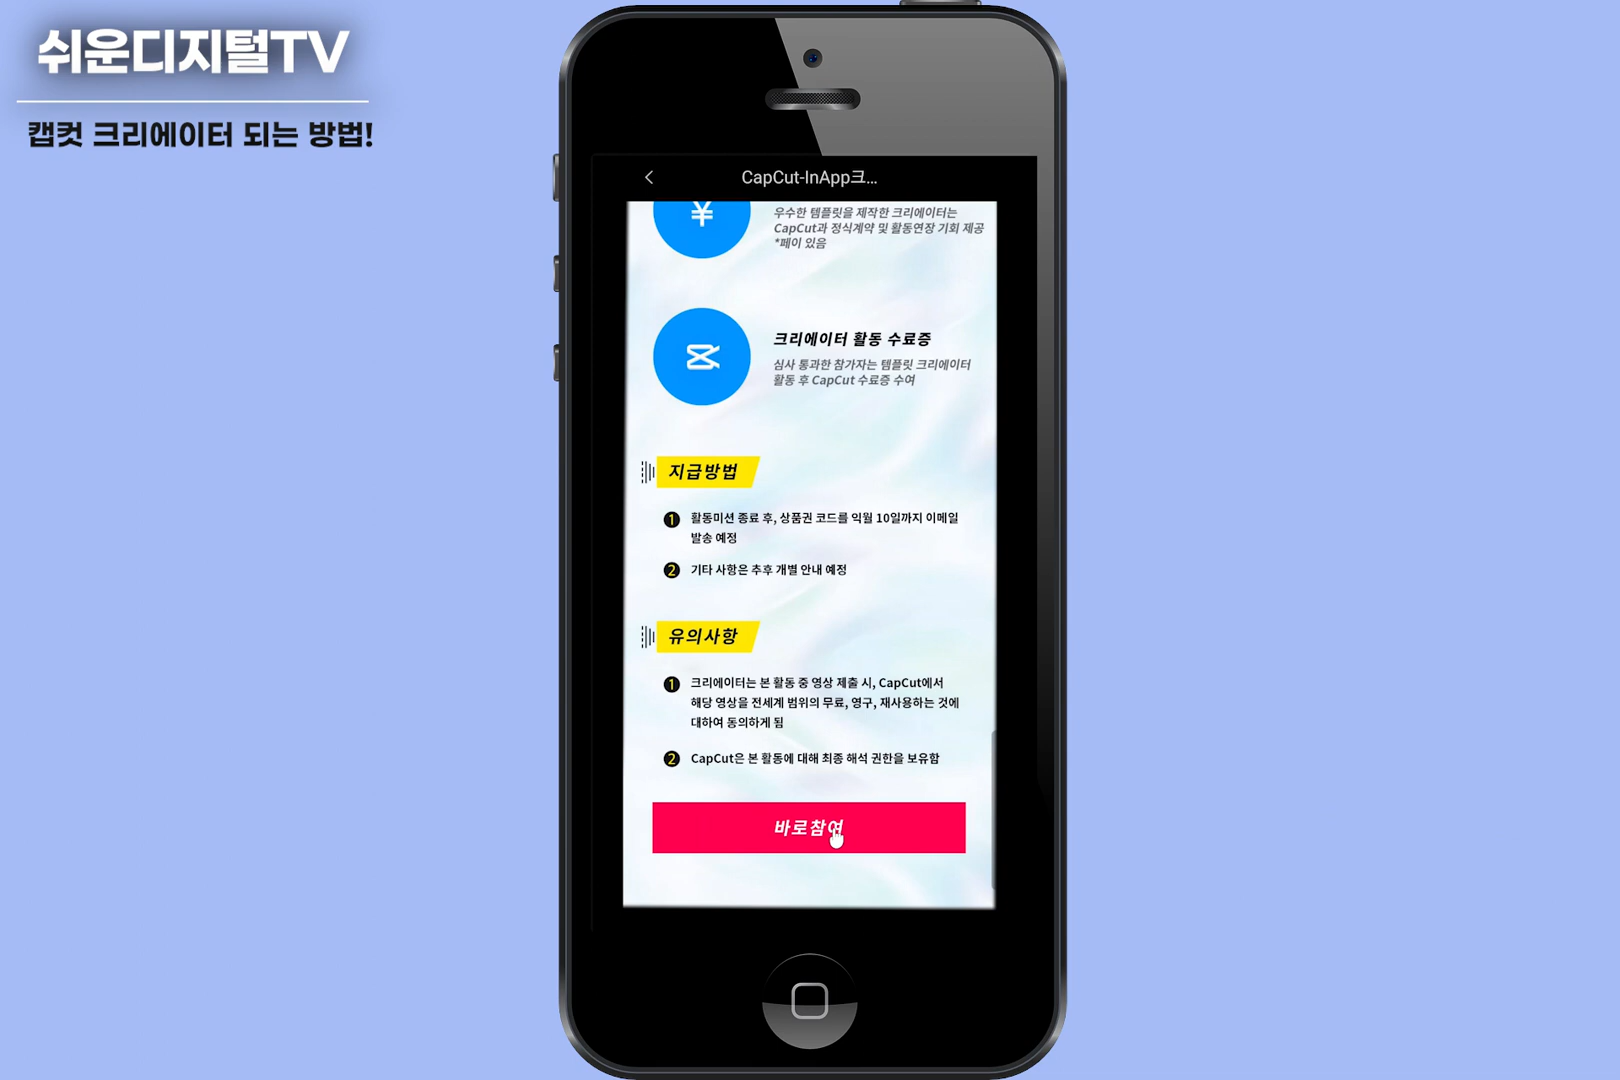 쉬운디지털TV
캡컷 크리에이터 되는 방법!
CapCut-InApp크...
¥
우수한 템플릿을 제작한 크리에이터는
CapCut과 정식계약 및 활동연장 기회 제공
*페이 있음
크리에이터 활동 수료증
심사 통과한 참가자는 템플릿 크리에이터
활동 후 CapCut 수료증 수여
지급방법
1 활동미션 종료 후, 상품권 코드를 익월 10일까지 이메일
발송 예정
2 기타 사항은 추후 개별 안내 예정
유의사항
1 크리에이터는 본 활동 중 영상 제출 시, CapCut에서
해당 영상을 전세계 범위의 무료, 영구, 재사용하는 것에
대하여 동의하게 됨
2 CapCut은 본 활동에 대해 최종 해석 권한을 보유함
바로참여